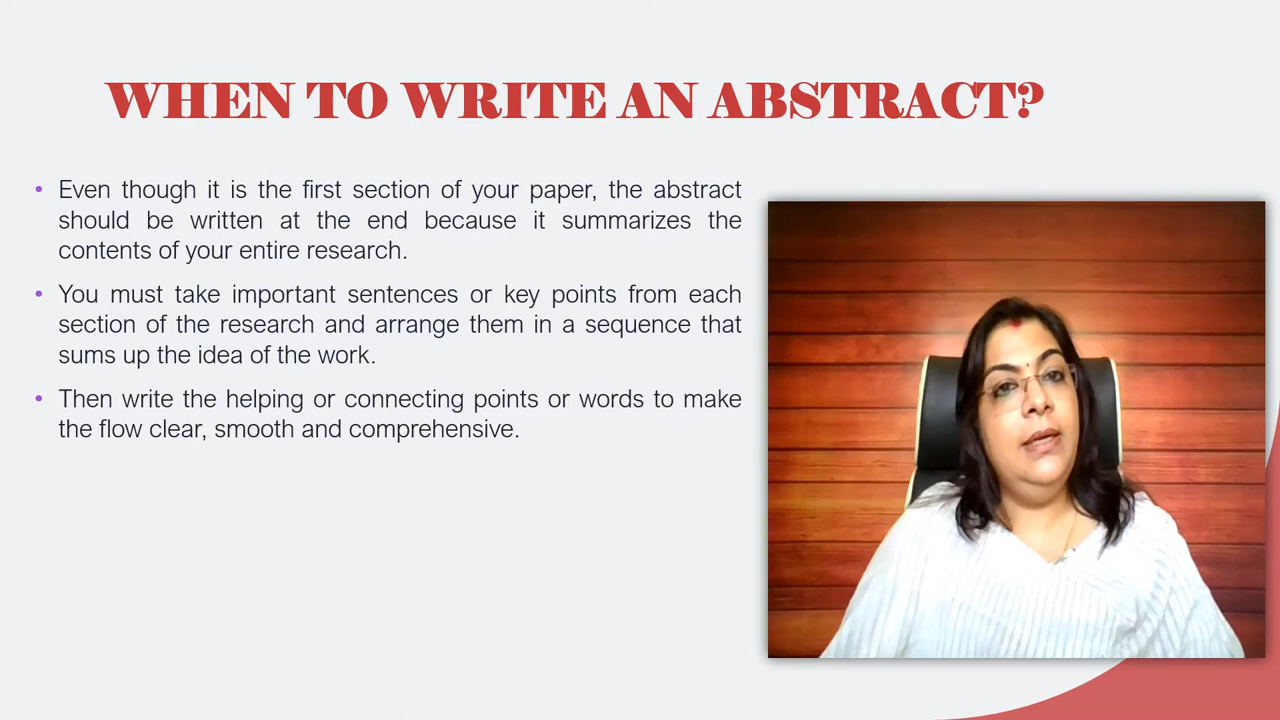 WHEN TO WRITE AN ABSTRACT?
• Even though it is the first section of your paper, the abstract
should be written at the end because it summarizes the
contents of your entire research.
• You must take important sentences or key points from each
section of the research and arrange them in a sequence that
sums up the idea of the work.
• Then write the helping or connecting points or words to make
the flow clear, smooth and comprehensive.